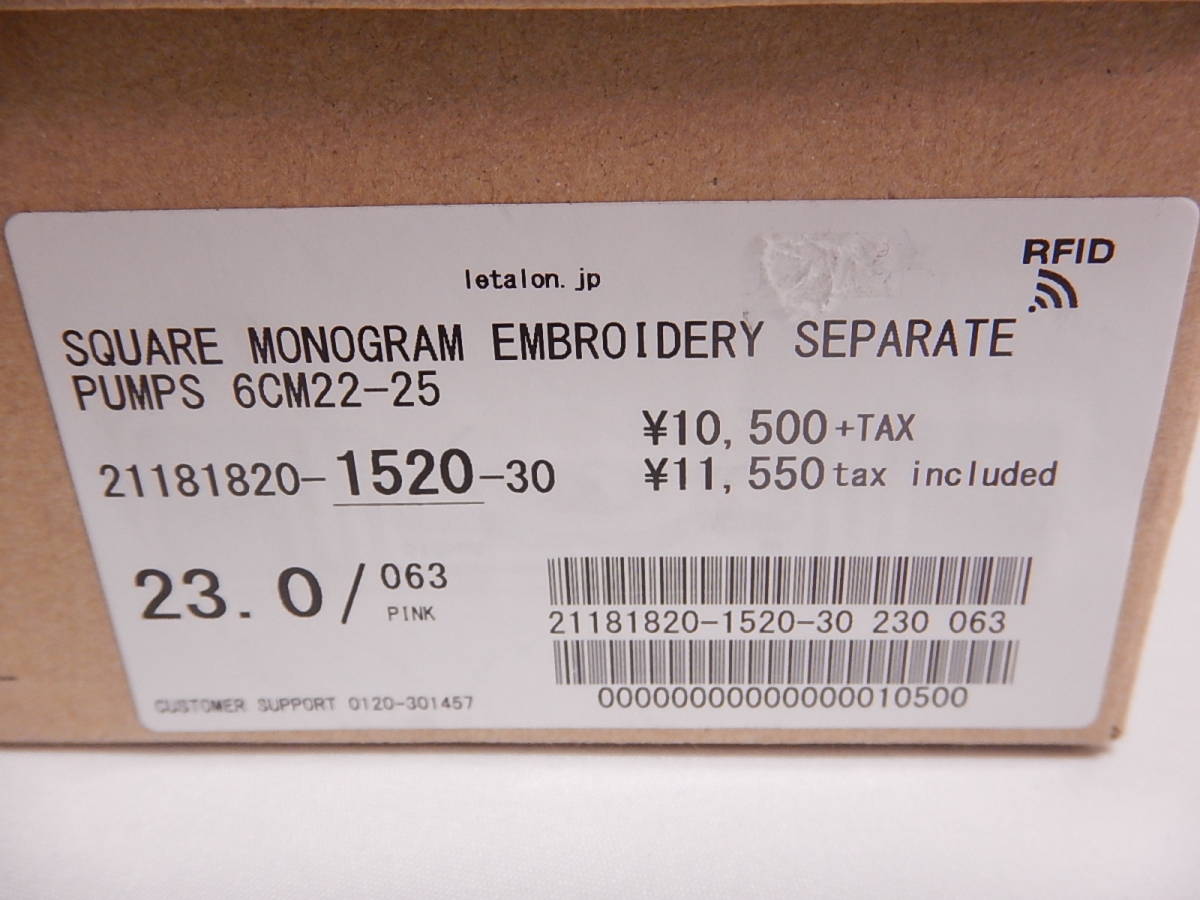 RFID
letalon.jp
SQUARE MONOGRAM EMBROIDERY SEPARATE
PUMPS 6CM22-25
¥10,500+TAX
21181820-1520-30
¥11,550 tax included
23.0/063
PINK
21181820-1520-30 230 063
000000000000000010500
CUSTOMER SUPPORT 0120-301457